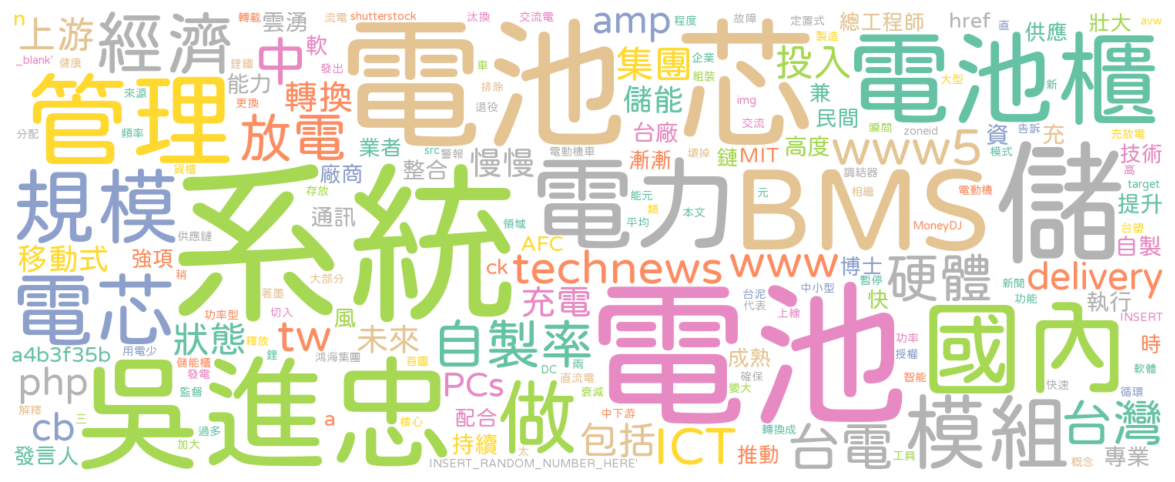 n 轉載 流電 shutterstock 汰換 交流電 故障 定置式 總工程師 href 直 程度 avw
上游 經濟 雲湧 軟 amp 企業 製造 供應 壯大
_blank' 健康 中 發出 鋰鐵 電池芯 車 集團 組裝 投入 電池櫃
管理 能力 來源 更換 轉換 排除 退役 儲能 img 兼 民間 大型 新
分配 頻率 放電 業者 src 警報 電動機車 台廠 交流 高度 瞬間 zoneid 資 告訴 充 充放電
規模 貨櫃 廠商 存放 整合 慢慢 壞掉 漸漸 鏈 MIT www5 模式 技術 高
系統 通訊 領域 電力 能元 類 平均 元 本文 相繼 BMS 調結器 電動機 儲 target 提升
移動式 供應鏈 強項 稍 AFC MoneyDJ 台塑 自製
電芯 大部分 著墨 ck technews www 博士 暫停 硬體 新聞 delivery
功率型 切入 充電 台泥 代表 中小型 快 功能 執行
狀態 風 tw 未來 自製率 電池 上線 功率 國內 INSERT 時
a4b3f35b 用電少 釋放 鋰 鴻海集團 首圖 DC 兩 成熟 授權 軟體
php 儲能櫃 發電 監督 直流電 衰減 確保 變大 智能 快速 循環
cb 解釋 吳進忠 三 過多 a PCs 核心 配合 做 中下游 轉換成 模組 台灣
發言人 加大 持續 太 包括 ICT 推動 台電 工具 概念 專業
INSERT_RANDOM_NUMBER_HERE'